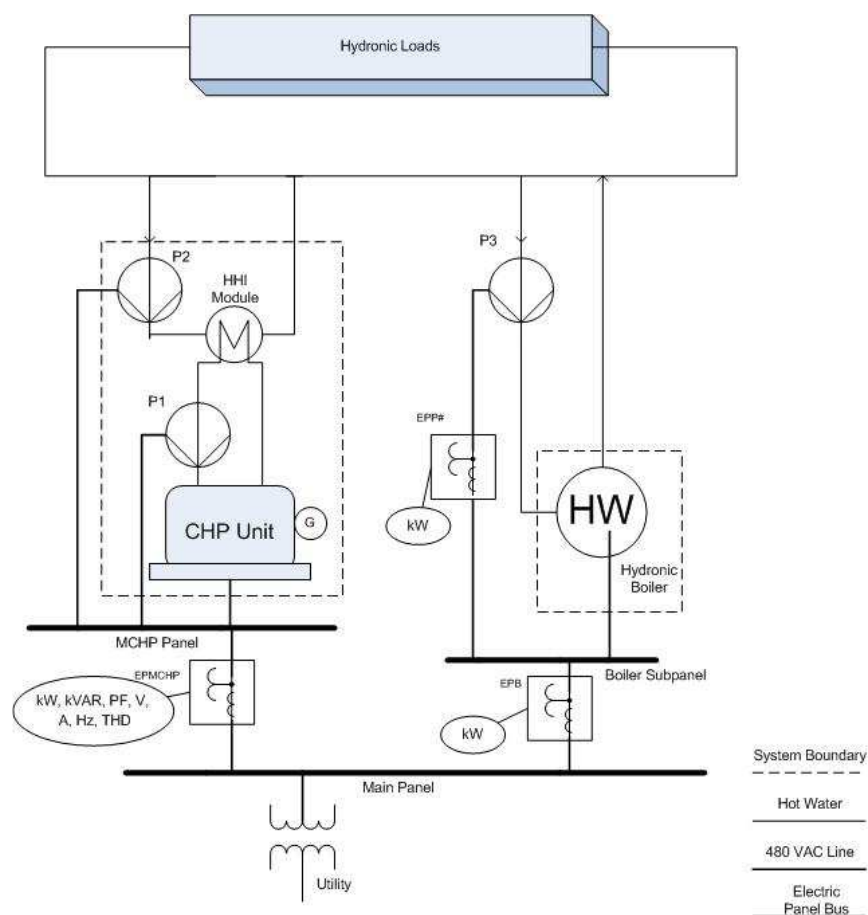 Hydronic Loads
P2
P3
HHI
Module
P1
EPP#
kW
CHP Unit
G
HW
Hydronic
Boiler
MCHP Panel
EPMCHP
kW, kVAR, PF, V,
A, Hz, THD
Boiler Subpanel
EPB
kW
Main Panel
Utility
System Boundary
Hot Water
480 VAC Line
Electric
Panel Bus